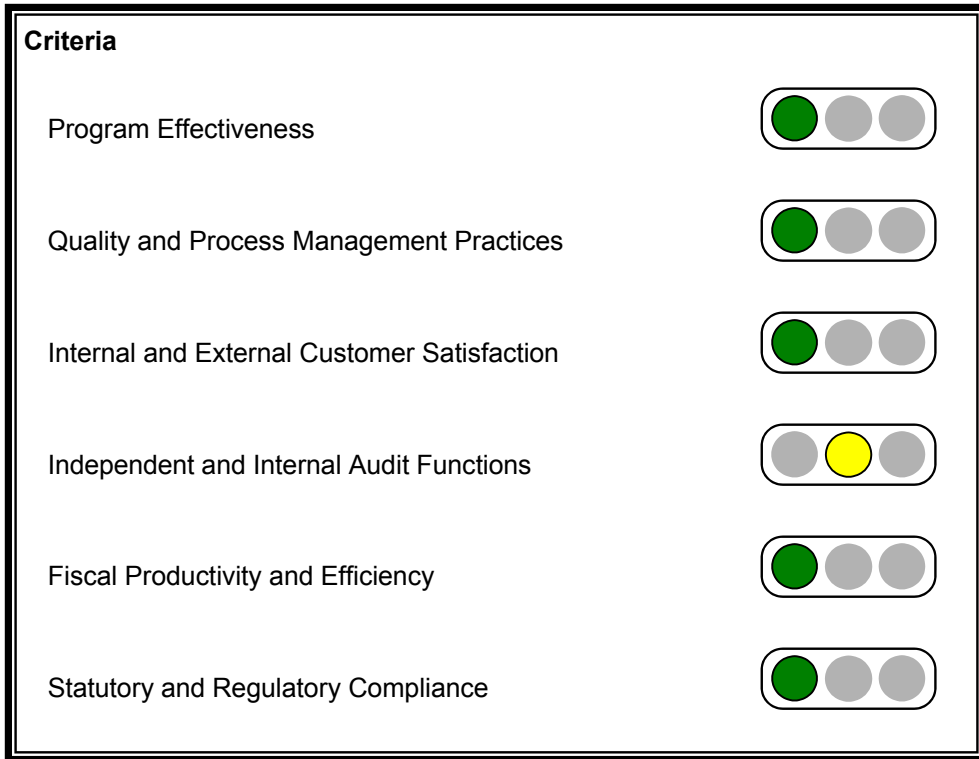 Criteria
Program Effectiveness
Quality and Process Management Practices
Internal and External Customer Satisfaction
Independent and Internal Audit Functions
Fiscal Productivity and Efficiency
Statutory and Regulatory Compliance